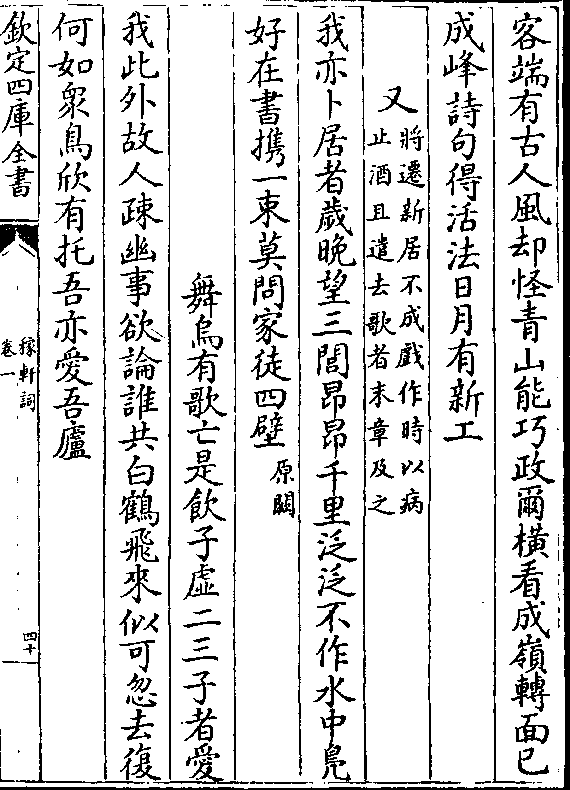 客端有古人風却怪青山能巧政爾橫看成嶺轉面已
成峰詩句得活法日月有新工
又
將遷新居不成戲作時以病
止酒且遣去歌者末章及之
我亦卜居者歲晚望三閭昂昂千里泛泛不作水中鳬
好在書擕一束莫問家徒四壁
原闕
舞烏有歌亡是飲子虛二三子者愛
我此外故人疎幽事欲論誰共白鶴飛來似可忽去復
何如衆鳥欣有托吾亦愛吾廬
欽定四庫全書
稼軒詞
卷一
四十